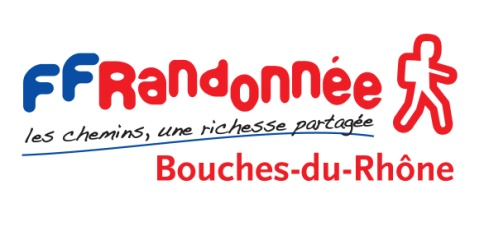 FFRandonnée
les chemins, une richesse partagée
Bouches-du-Rhône